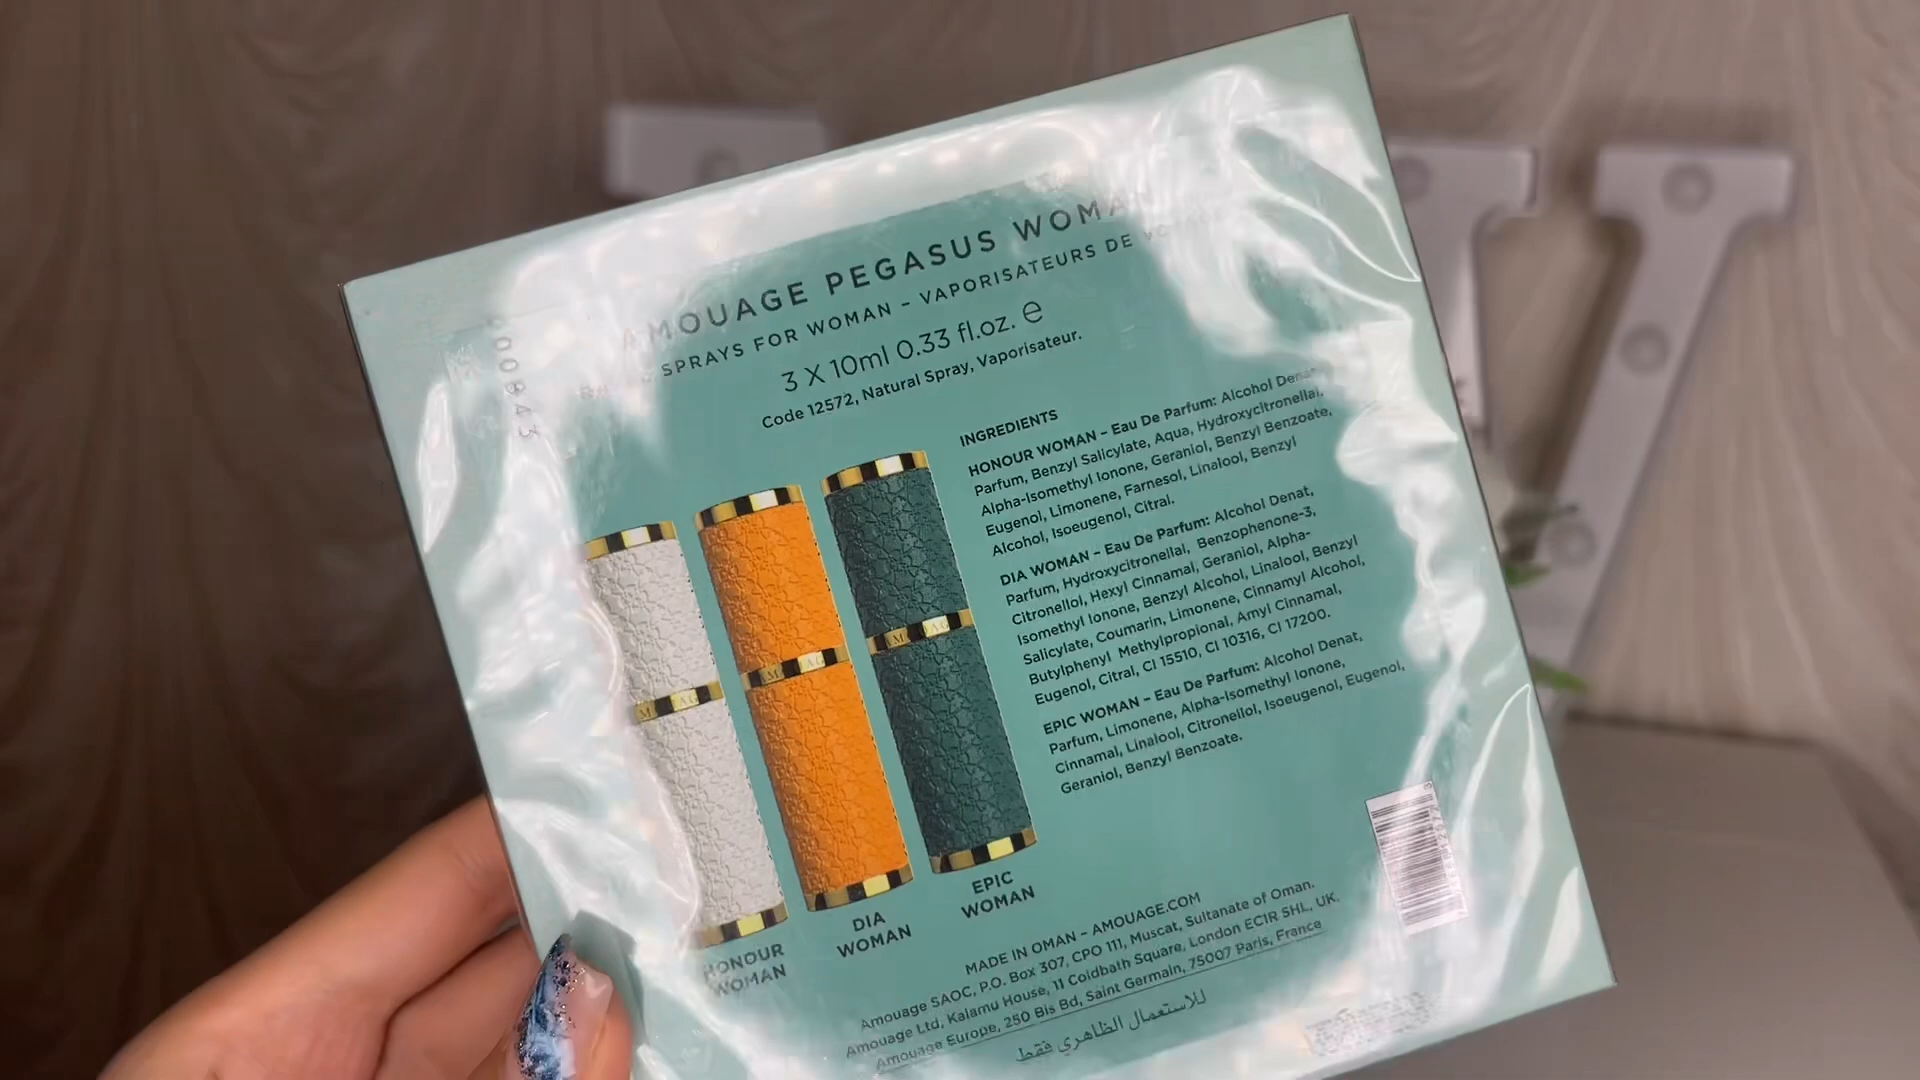 AMOUAGE PEGASUS WOMAN
SPRAYS FOR WOMAN – VAPORISATEURS DE
3 X 10ml 0.33 fl.oz. e
Code 12572, Natural Spray, Vaporisateur.
INGREDIENTS
HONOUR WOMAN – Eau De Parfum: Alcohol Denat,
Parfum, Benzyl Salicylate, Aqua, Hydroxycitronellal,
Alpha-Isomethyl Ionone, Geraniol, Benzyl Benzoate,
Eugenol, Limonene, Farnesol, Linalool, Benzyl
Alcohol, Isoeugenol, Citral.
DIA WOMAN – Eau De Parfum: Alcohol Denat,
Parfum, Hydroxycitronellal, Benzophenone-3,
Citronellol, Hexyl Cinnamal, Geraniol, Alpha-
Isomethyl Ionone, Benzyl Alcohol, Linalool, Benzyl
Salicylate, Coumarin, Limonene, Cinnamyl Alcohol,
Butylphenyl Methylpropional, Amyl Cinnamal,
Eugenol, Citral, CI 15510, CI 10316, CI 17200.
EPIC WOMAN – Eau De Parfum: Alcohol Denat,
Parfum, Limonene, Alpha-Isomethyl Ionone,
Cinnamal, Linalool, Citronellol, Isoeugenol, Eugenol,
Geraniol, Benzyl Benzoate.
HONOUR
WOMAN
DIA
WOMAN
EPIC
WOMAN
MADE IN OMAN – AMOUAGE.COM
Amouage SAOC, P.O. Box 307, CPO 111, Muscat, Sultanate of Oman.
Amouage Ltd, Kalamu House, 11 Coldbath Square, London EC1R 5HL, UK.
Amouage Europe, 250 Bis Bd, Saint Germain, 75007 Paris, France
للاستعمال الظاهري فقط